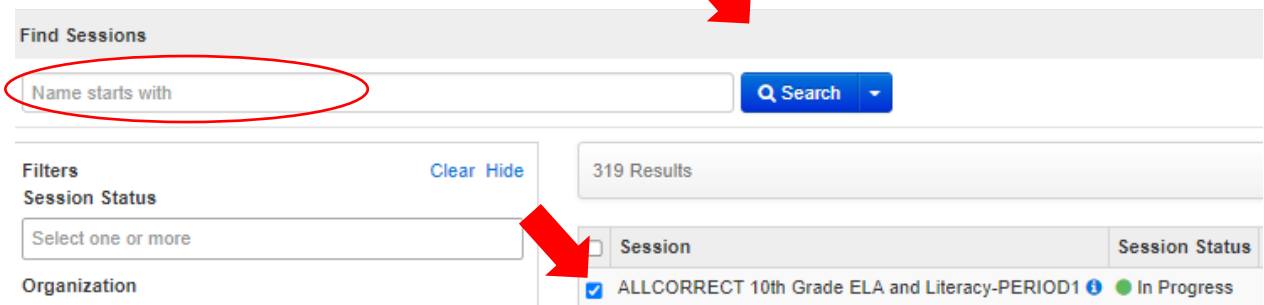 Find Sessions
Name starts with
Search
Filters Clear Hide
Session Status
Select one or more
Organization
319 Results
Session Session Status
ALLCORRECT 10th Grade ELA and Literacy-PERIOD1 In Progress